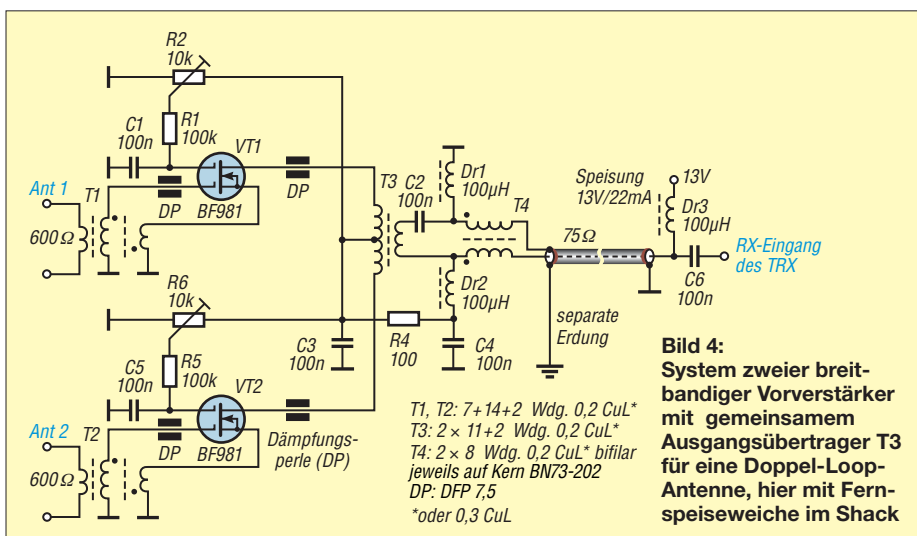 R2
10k
R1
100k
C1
100n
VT1
DP
DP
BF981
Ant 1
T1
600 Ω
T3
C2
100n
Dr1
100µH
T4
Speisung
13V/22mA
13V
Dr3
100µH
75 Ω
RX-Eingang
des TRX
C6
100n
Dr2
100µH
separate
Erdung
R6
10k
C3
100n
R4
100
C4
100n
R5
100k
C5
100n
VT2
DP
BF981
Dämpfungs-
perle (DP)
Ant 2
T2
600 Ω
T1, T2: 7+14+2 Wdg. 0,2 CuL*
T3: 2 × 11+2 Wdg. 0,2 CuL*
T4: 2 × 8 Wdg. 0,2 CuL* bifilar
jeweils auf Kern BN73-202
DP: DFP 7,5
*oder 0,3 CuL
Bild 4:
System zweier breit-
bandiger Vorverstärker
mit gemeinsamem
Ausgangsübertrager T3
für eine Doppel-Loop-
Antenne, hier mit Fern-
speiseweiche im Shack